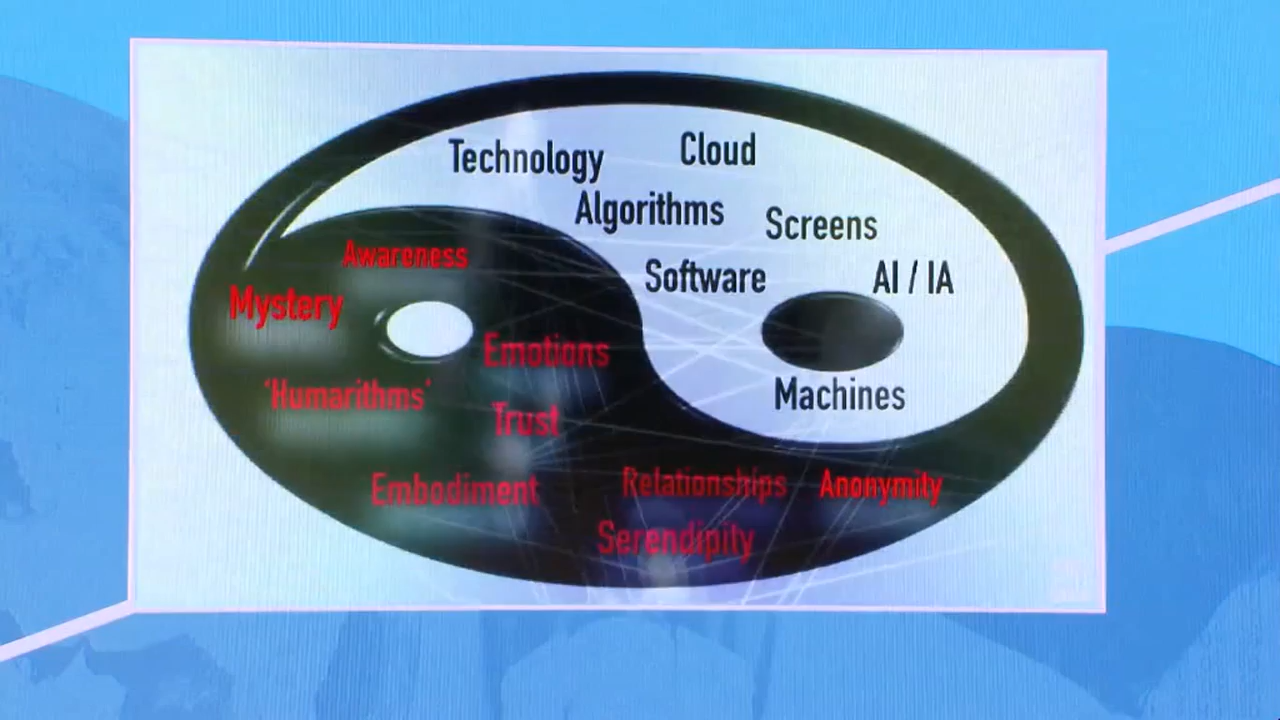 Technology
Cloud
Algorithms
Screens
Software
AI / IA
Machines
Awareness
Mystery
Emotions
'Humarithms'
Trust
Embodiment
Relationships
Anonymity
Serendipity